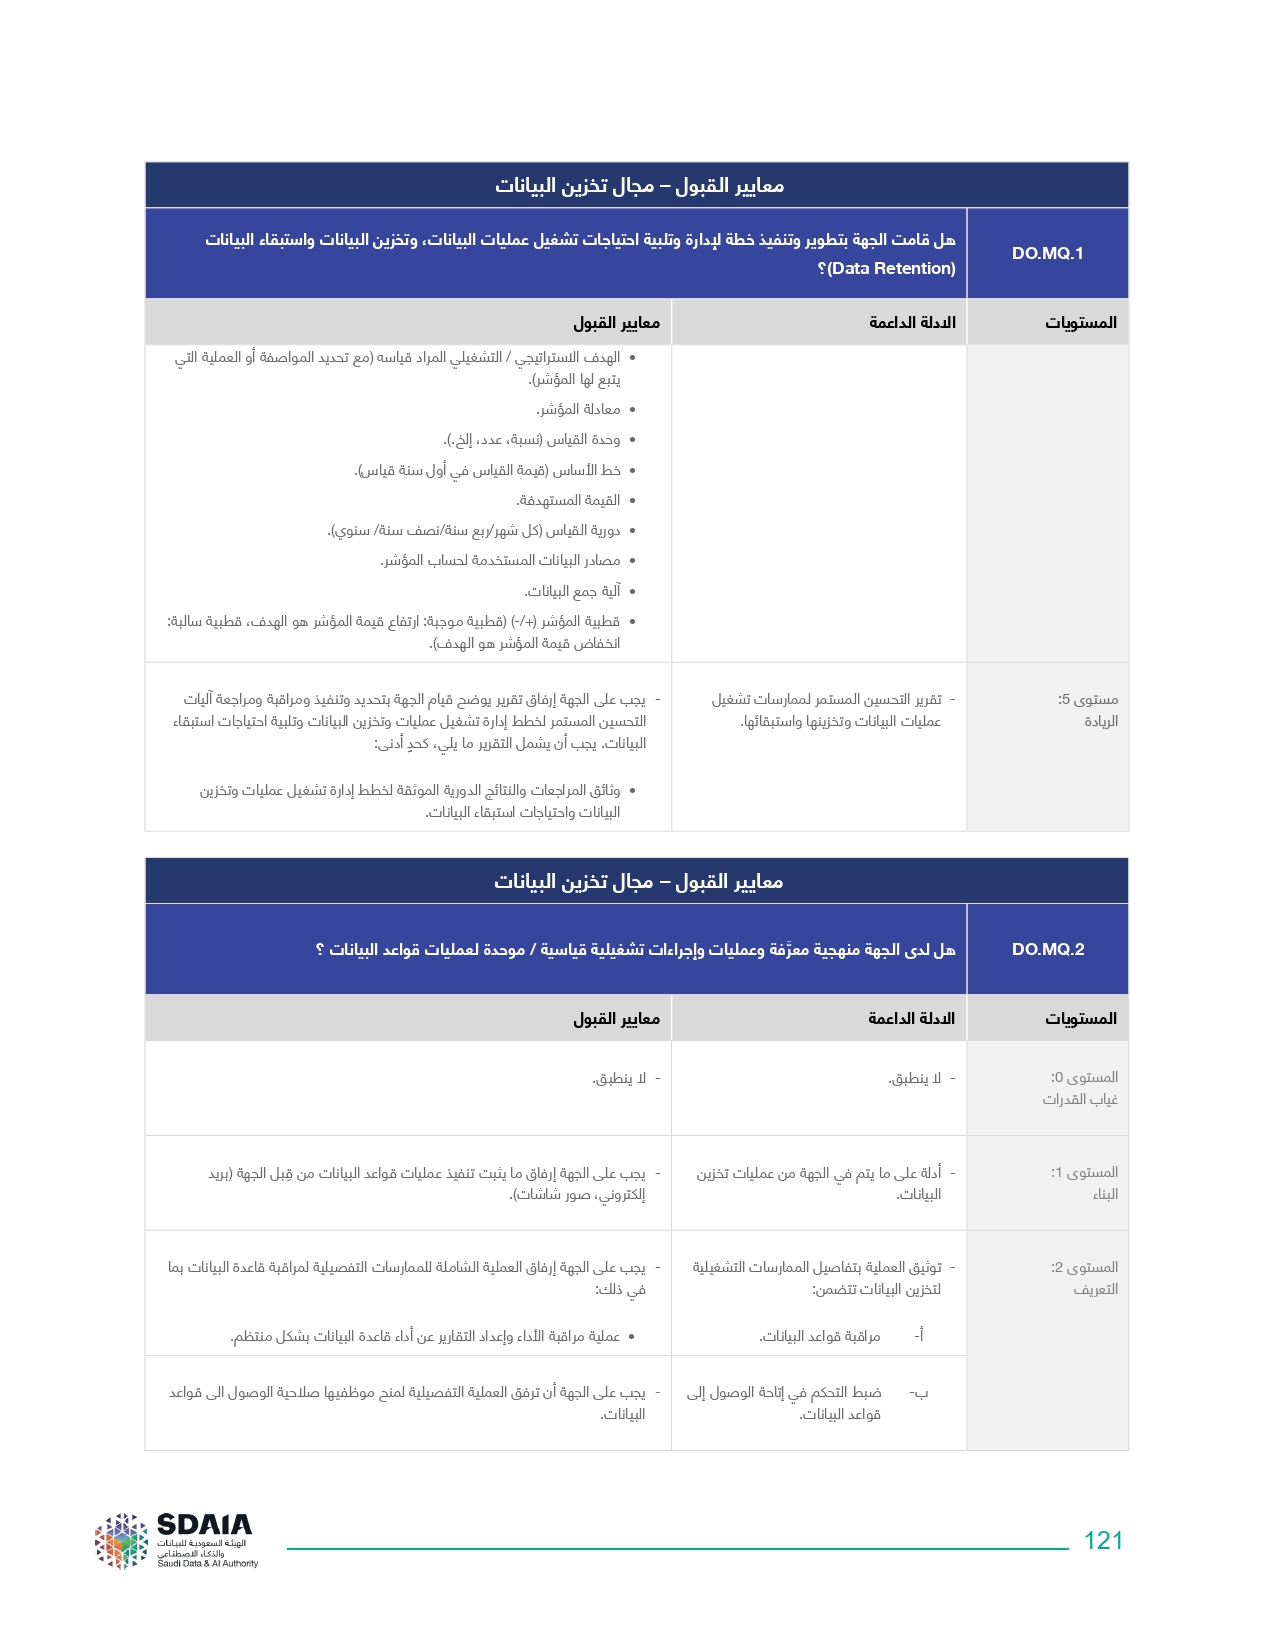 معايير القبول – مجال تخزين البيانات
DO.MQ.1
هل قامت الجهة بتطوير وتنفيذ خطة لإدارة وتلبية احتياجات تشغيل عمليات البيانات، وتخزين البيانات واستبقاء البيانات
(Data Retention)؟
المستويات
الادلة الداعمة
معايير القبول
• الهدف الاستراتيجي / التشغيلي المراد قياسه (مع تحديد المواصفة أو العملية التي
يتبع لها المؤشر).
• معادلة المؤشر.
• وحدة القياس (نسبة، عدد، إلخ.).
• خط الأساس (قيمة القياس في أول سنة قياس).
• القيمة المستهدفة.
• دورية القياس (كل شهر/ربع سنة/نصف سنة/ سنوي).
• مصادر البيانات المستخدمة لحساب المؤشر.
• آلية جمع البيانات.
• قطبية المؤشر (+/-) (قطبية موجبة: ارتفاع قيمة المؤشر هو الهدف، قطبية سالبة:
انخفاض قيمة المؤشر هو الهدف).
مستوى 5:
الريادة
- تقرير التحسين المستمر لممارسات تشغيل
عمليات البيانات وتخزينها واستبقائها.
- يجب على الجهة إرفاق تقرير يوضح قيام الجهة بتحديد وتنفيذ ومراقبة ومراجعة آليات
التحسين المستمر لخطط إدارة تشغيل عمليات وتخزين البيانات وتلبية احتياجات استبقاء
البيانات. يجب أن يشمل التقرير ما يلي، كحدٍ أدنى:
• وثائق المراجعات والنتائج الدورية الموثقة لخطط إدارة تشغيل عمليات وتخزين
البيانات واحتياجات استبقاء البيانات.
معايير القبول – مجال تخزين البيانات
DO.MQ.2
هل لدى الجهة منهجية معرَّفة وعمليات وإجراءات تشغيلية قياسية / موحدة لعمليات قواعد البيانات ؟
المستويات
الادلة الداعمة
معايير القبول
المستوى 0:
غياب القدرات
- لا ينطبق.
- لا ينطبق.
المستوى 1:
البناء
- أدلة على ما يتم في الجهة من عمليات تخزين
البيانات.
- يجب على الجهة إرفاق ما يثبت تنفيذ عمليات قواعد البيانات من قِبل الجهة (بريد
إلكتروني، صور شاشات).
المستوى 2:
التعريف
- توثيق العملية بتفاصيل الممارسات التشغيلية
لتخزين البيانات تتضمن:
أ- مراقبة قواعد البيانات.
- يجب على الجهة إرفاق العملية الشاملة للممارسات التفصيلية لمراقبة قاعدة البيانات بما
في ذلك:
• عملية مراقبة الأداء وإعداد التقارير عن أداء قاعدة البيانات بشكل منتظم.
ب- ضبط التحكم في إتاحة الوصول إلى
قواعد البيانات.
- يجب على الجهة أن ترفق العملية التفصيلية لمنح موظفيها صلاحية الوصول الى قواعد
البيانات.
SDAIA
الهيئة السعودية للبيانات
والذكاء الاصطناعي
Saudi Data & AI Authority
121